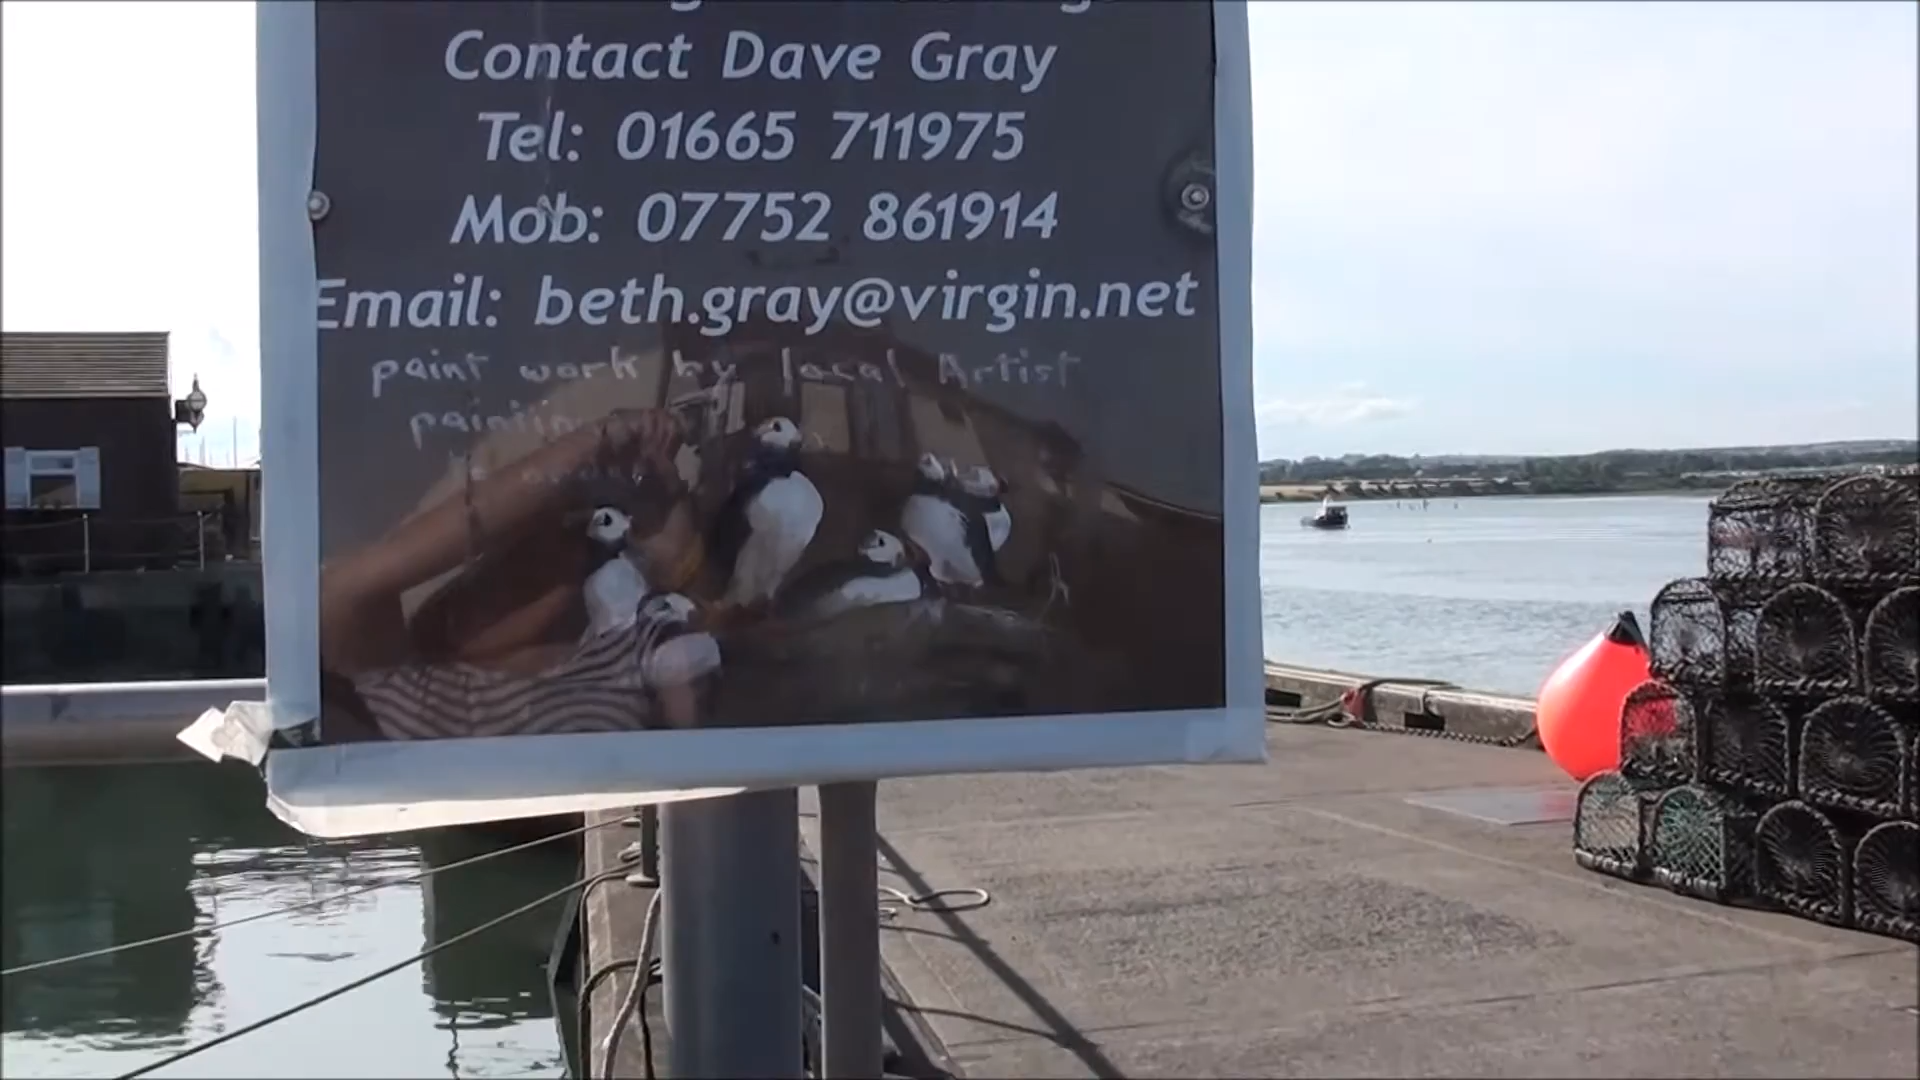 Contact Dave Gray
Tel: 01665 711975
Mob: 07752 861914
Email: beth.gray@virgin.net
paint work by local Artist